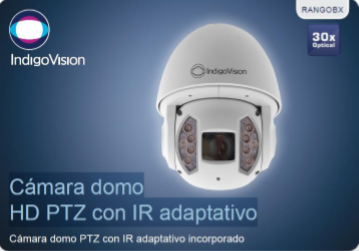 RANGOBX
30x
Optical
IndigoVision
IndigoVision
Cámara domo
HD PTZ con IR adaptativo
Cámara domo PTZ con IR adaptativo incorporado